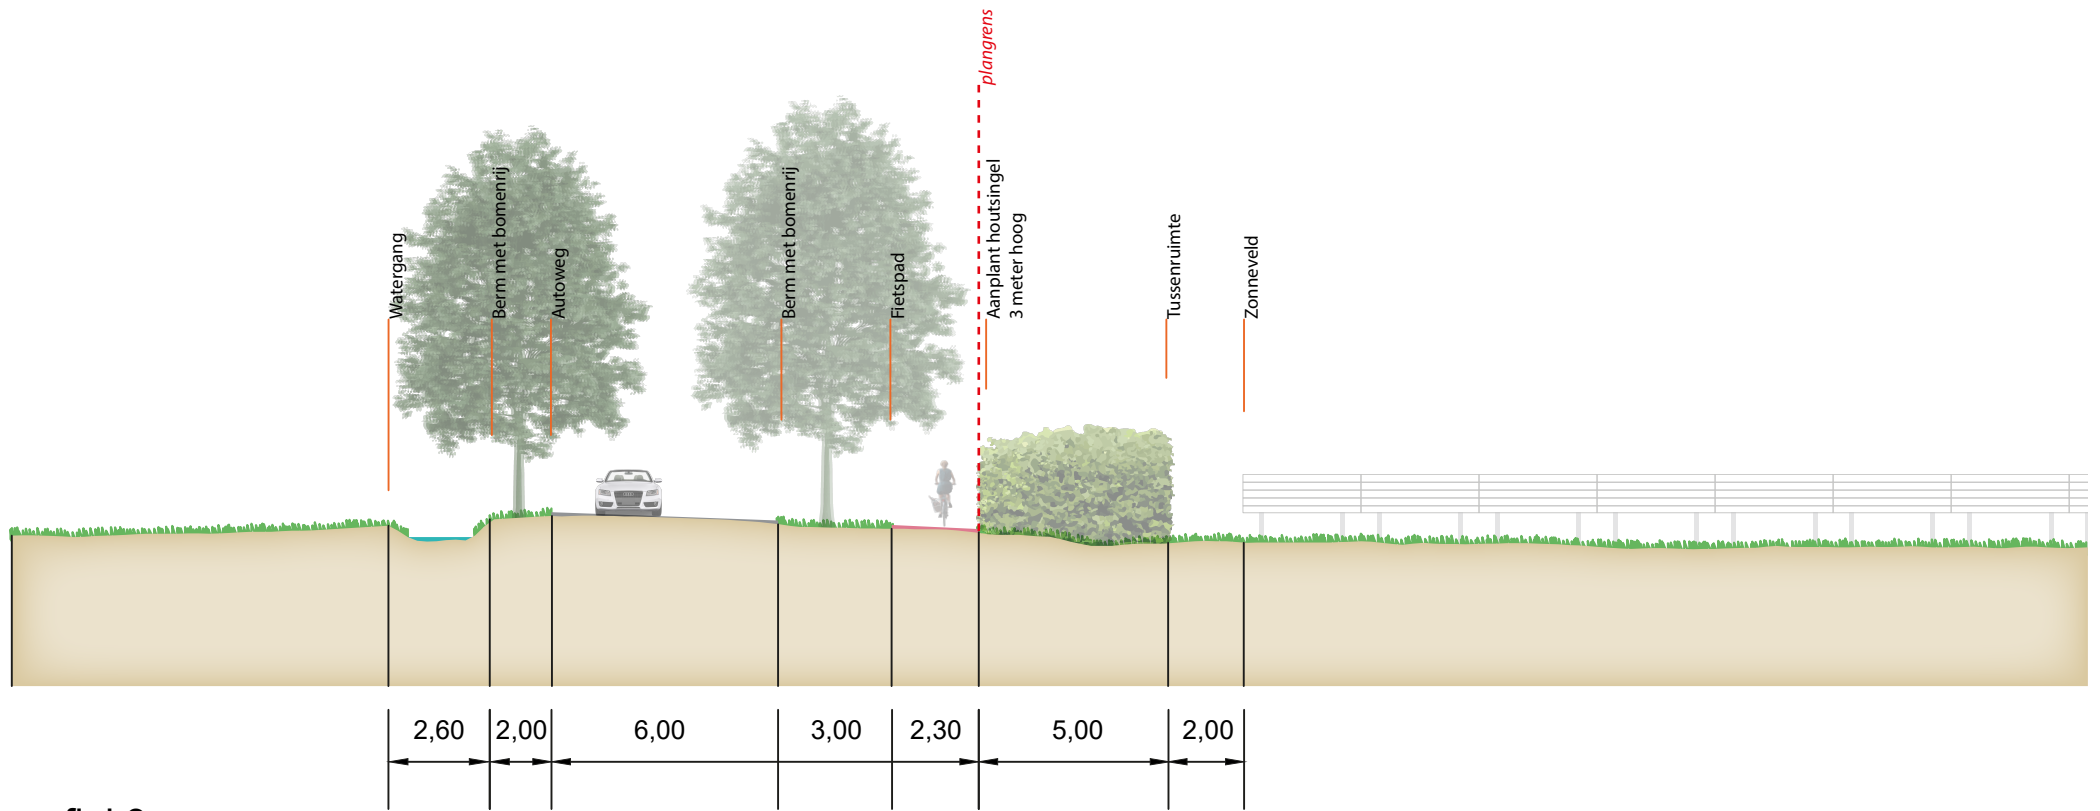 plangrens
Watergang
Berm met bomenrij
Autoweg
Berm met bomenrij
Fietspad
Aanplant houtsingel
3 meter hoog
Tussenruimte
Zonneveld
2,60
2,00
6,00
3,00
2,30
5,00
2,00